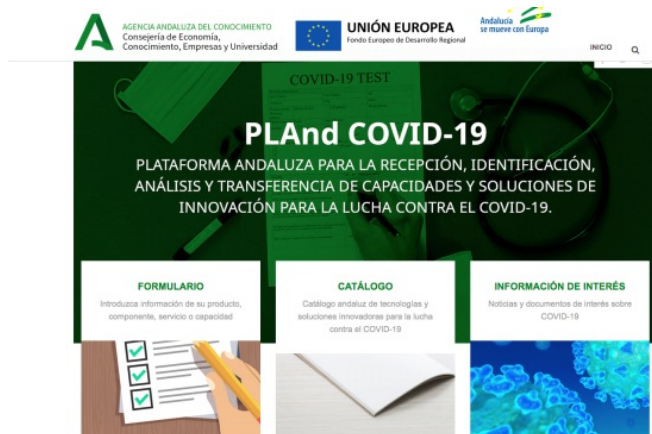 AGENCIA ANDALUZA DEL CONOCIMIENTO
Consejería de Economía,
Conocimiento, Empresas y Universidad
UNIÓN EUROPEA
Fondo Europeo de Desarrollo Regional
Andalucía
se mueve con Europa
INICIO
COVID-19 TEST
PLAnd COVID-19
PLATAFORMA ANDALUZA PARA LA RECEPCIÓN, IDENTIFICACIÓN,
ANÁLISIS Y TRANSFERENCIA DE CAPACIDADES Y SOLUCIONES DE
INNOVACIÓN PARA LA LUCHA CONTRA EL COVID-19.
FORMULARIO
Introduzca información de su producto,
componente, servicio o capacidad
CATÁLOGO
Catálogo andaluz de tecnologías y
soluciones innovadoras para la lucha
contra el COVID-19
INFORMACIÓN DE INTERÉS
Noticias y documentos de interés sobre
COVID-19